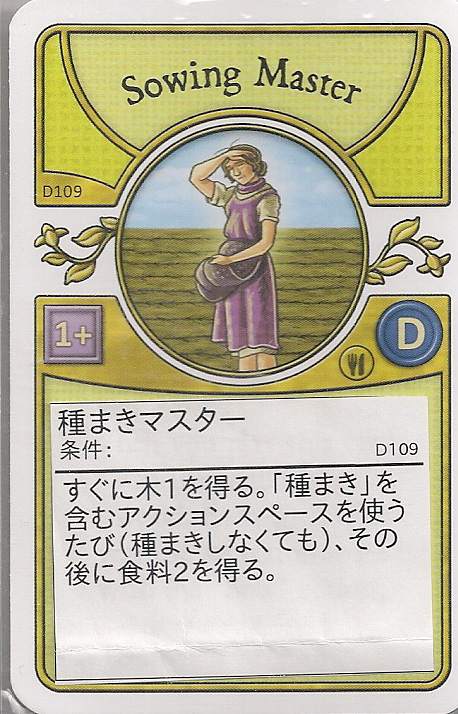 Sowing Master
D109
1+
D
種まきマスター
条件:
D109
すぐに木1を得る。「種まき」を
含むアクションスペースを使う
たび(種まきしなくても)、その
後に食料2を得る。